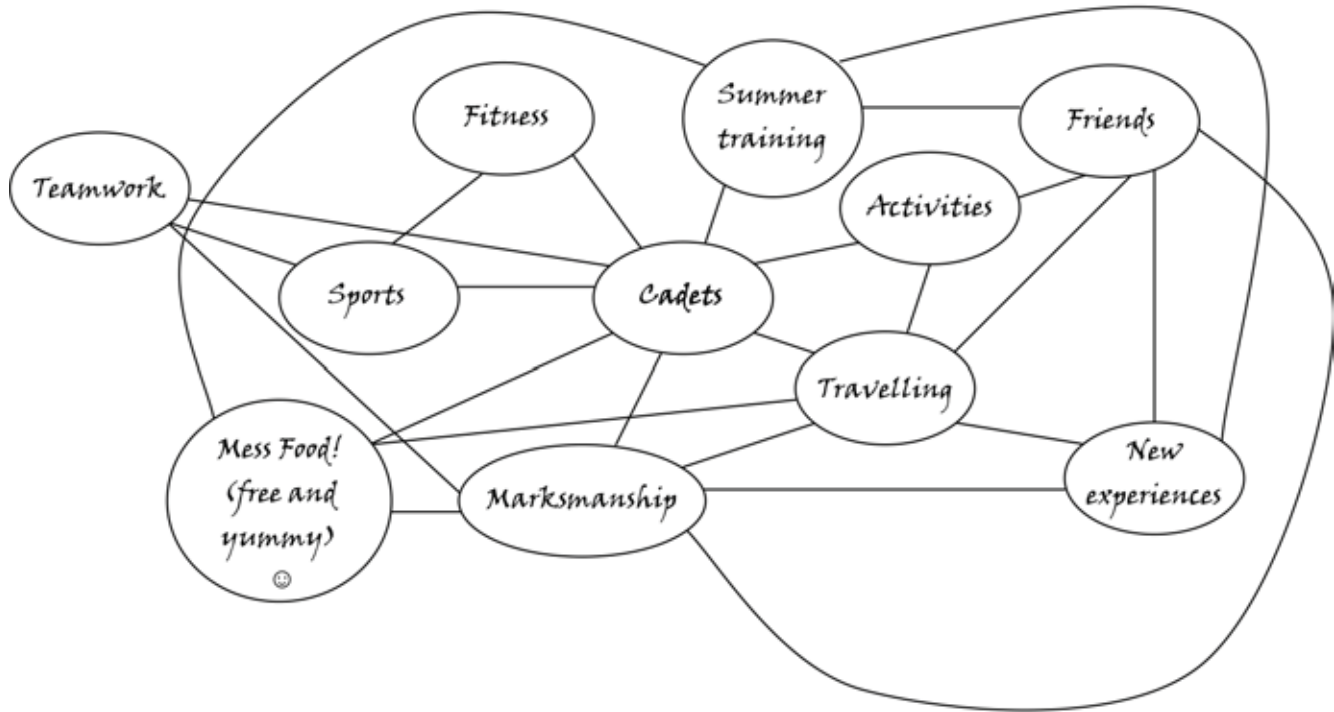 Summer
training
Fitness
Friends
Teamwork
Activities
Sports
Cadets
Travelling
Mess Food!
(free and
yummy)
☺
Marksmanship
New
experiences